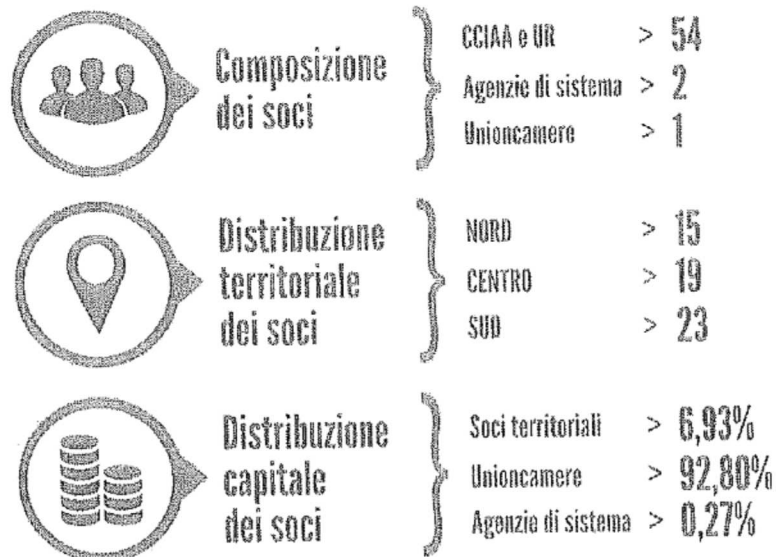 Composizione
dei soci
CCIAA e UR > 54
Agenzie di sistema > 2
Unioncamere > 1
Distribuzione
territoriale
dei soci
NORD > 15
CENTRO > 19
SUD > 23
Distribuzione
capitale
dei soci
Soci territoriali > 6,93%
Unioncamere > 92,80%
Agenzie di sistema > 0,27%